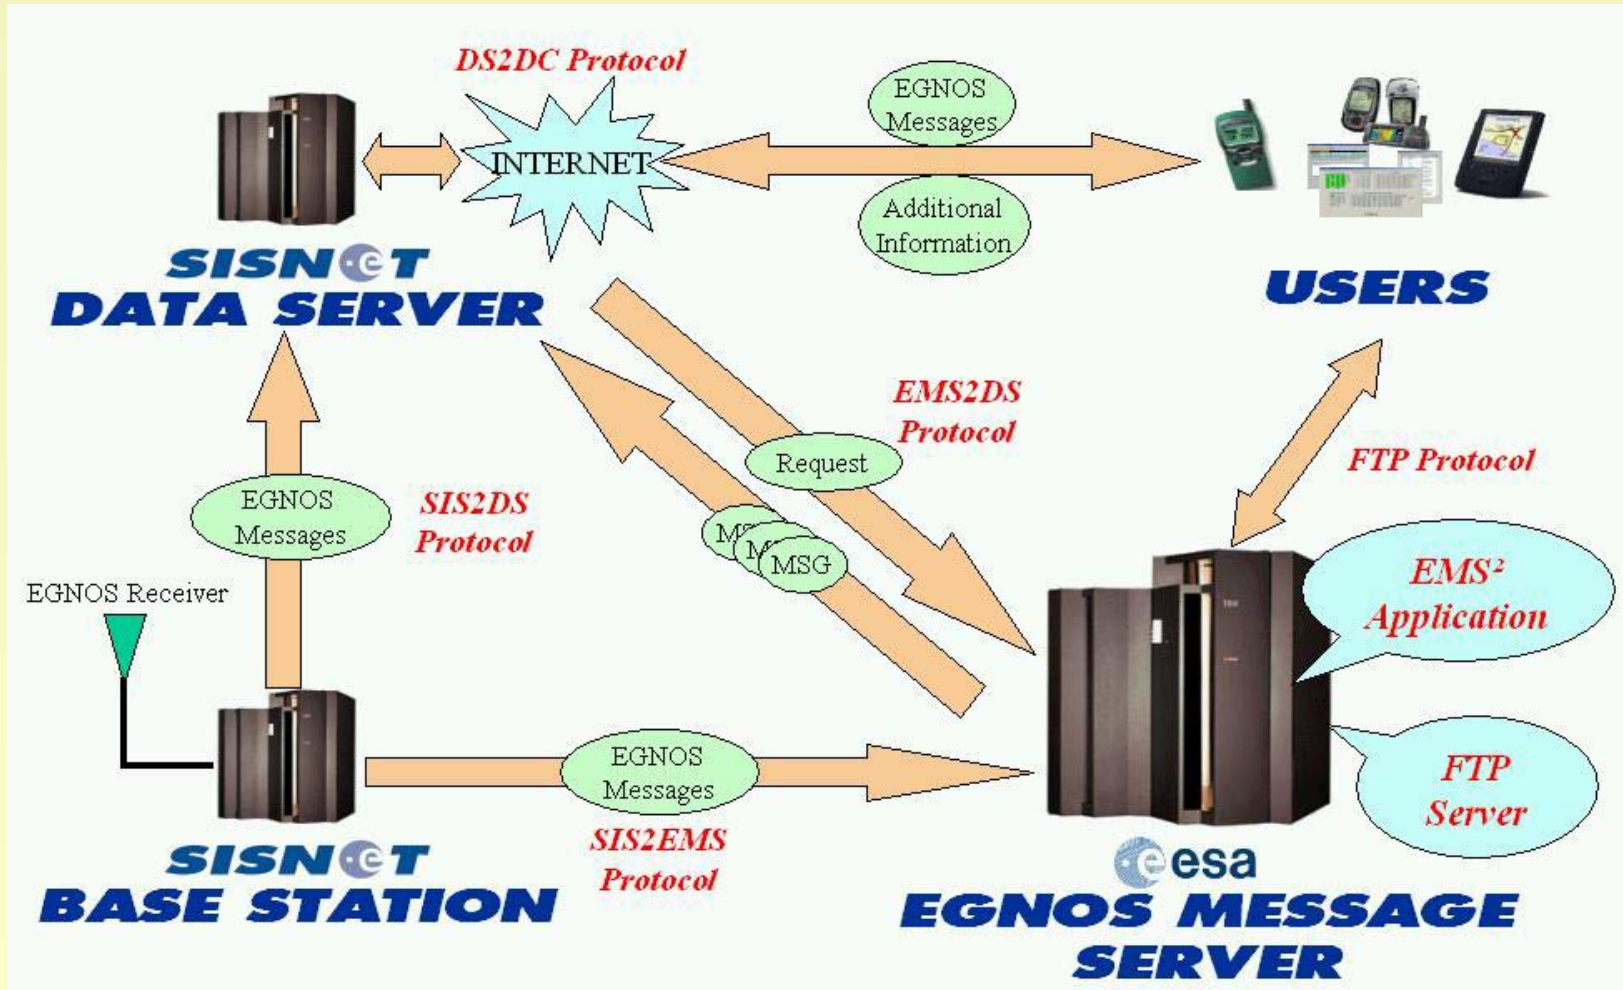 DS2DC Protocol
EGNOS
Messages
INTERNET
Additional
Information
SISNeT
DATA SERVER
USERS
EMS2DS
Protocol
Request
FTP Protocol
EGNOS
Messages
SIS2DS
Protocol
MSG
EGNOS Receiver
EMS²
Application
EGNOS
Messages
SIS2EMS
Protocol
FTP
Server
SISNeT
BASE STATION
esa
EGNOS MESSAGE
SERVER